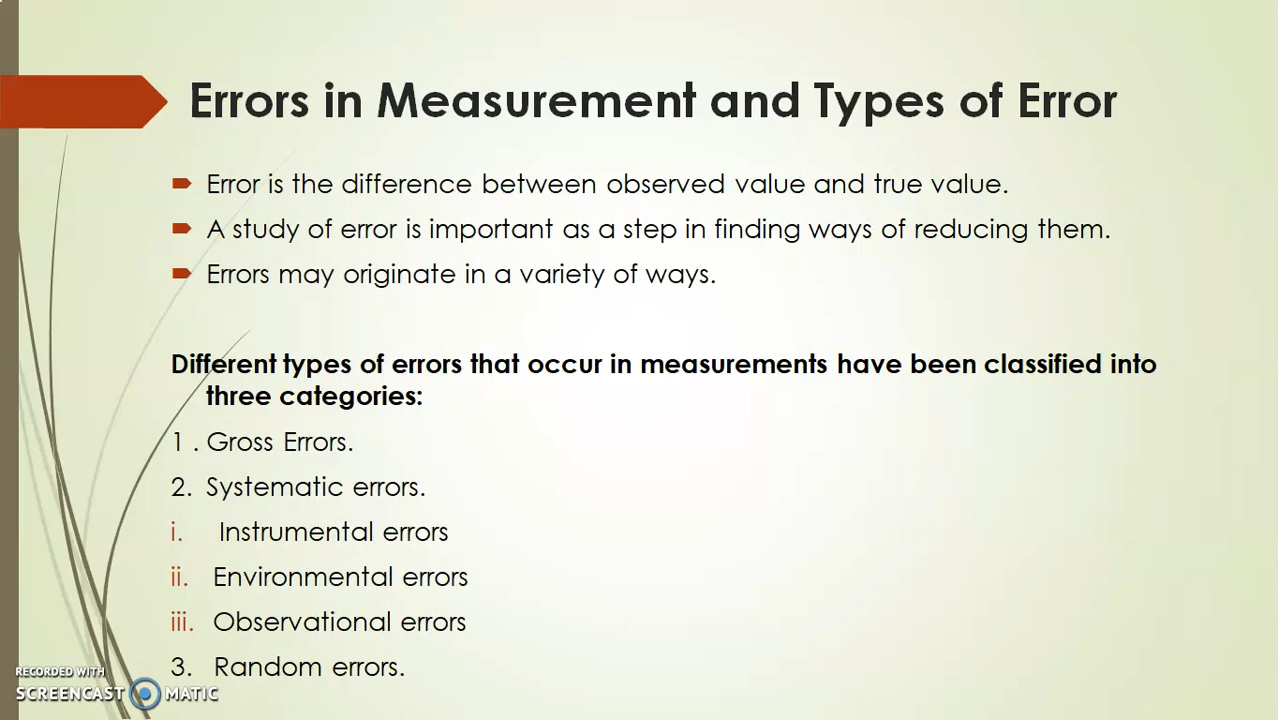 Errors in Measurement and Types of Error
Error is the difference between observed value and true value.
A study of error is important as a step in finding ways of reducing them.
Errors may originate in a variety of ways.
Different types of errors that occur in measurements have been classified into
three categories:
1 . Gross Errors.
2. Systematic errors.
i. Instrumental errors
ii. Environmental errors
iii. Observational errors
3. Random errors.
RECORDED WITH
SCREENCAST MATIC